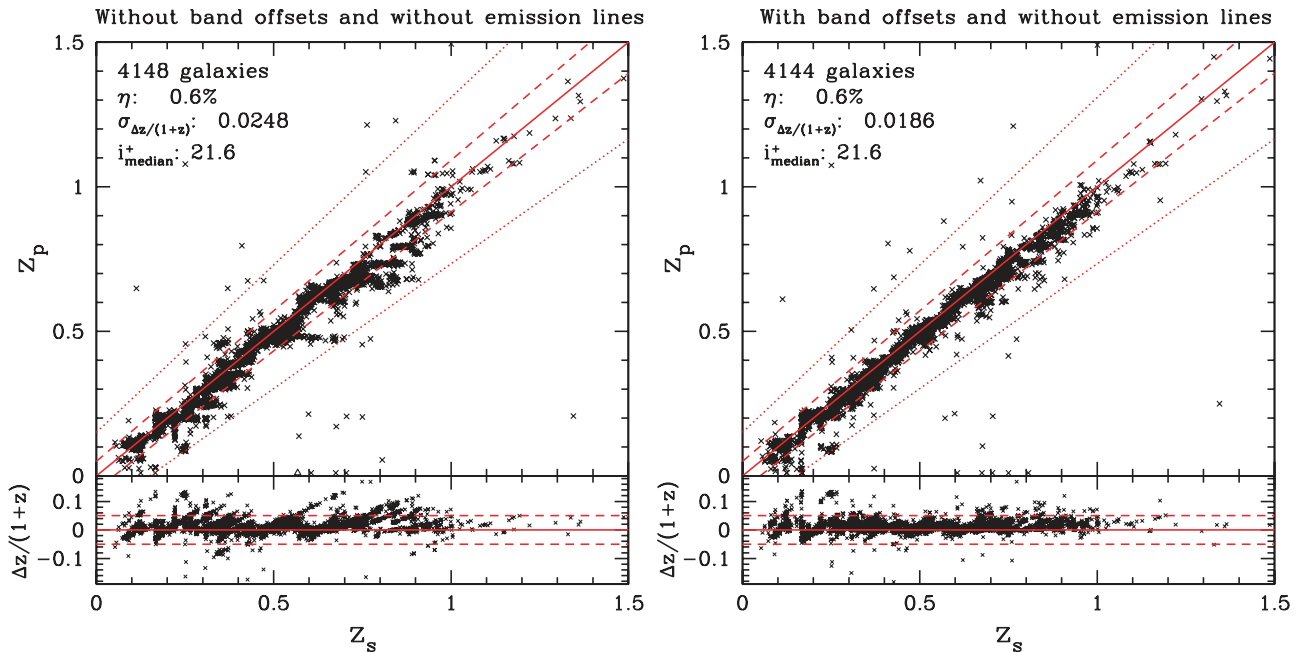 Without band offsets and without emission lines
4148 galaxies
η: 0.6%
σΔz/(1+z): 0.0248
i+median: 21.6
1.5
1
0.5
0
Zp
0.1
0
−0.1
Δz/(1+z)
0 0.5 1 1.5
Zs
With band offsets and without emission lines
4144 galaxies
η: 0.6%
σΔz/(1+z): 0.0186
i+median: 21.6
1.5
1
0.5
0
Zp
0.1
0
−0.1
Δz/(1+z)
0 0.5 1 1.5
Zs